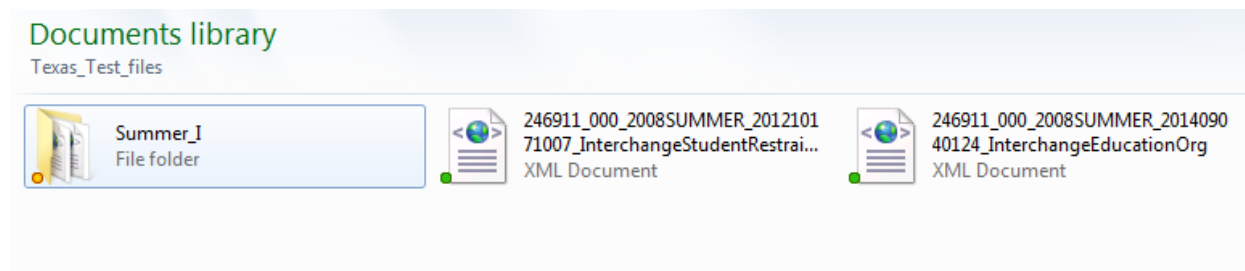 Documents library
Texas_Test_files
Summer_I
File folder
246911_000_2008SUMMER_2012101
71007_InterchangeStudentRestrai...
XML Document
246911_000_2008SUMMER_2014090
40124_InterchangeEducationOrg
XML Document